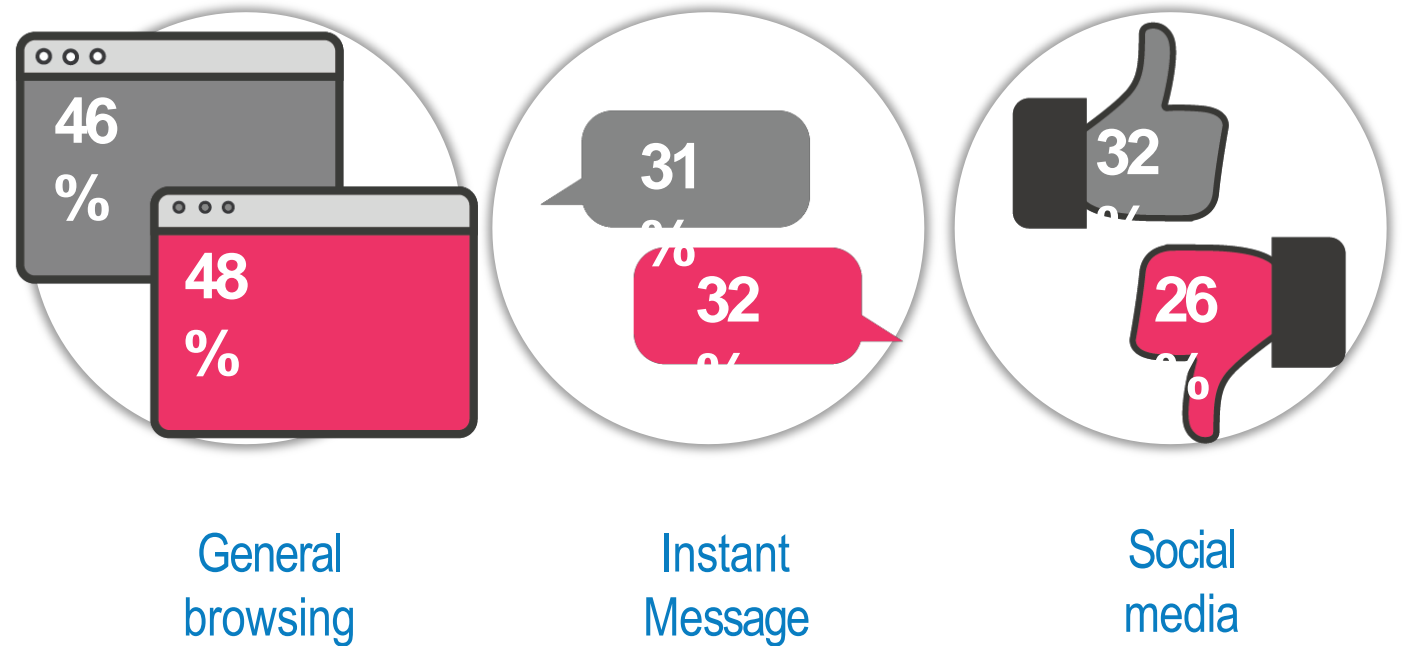 46
%
48
%
31
%
32
%
32
%
26
%
General
browsing
Instant
Message
Social
media